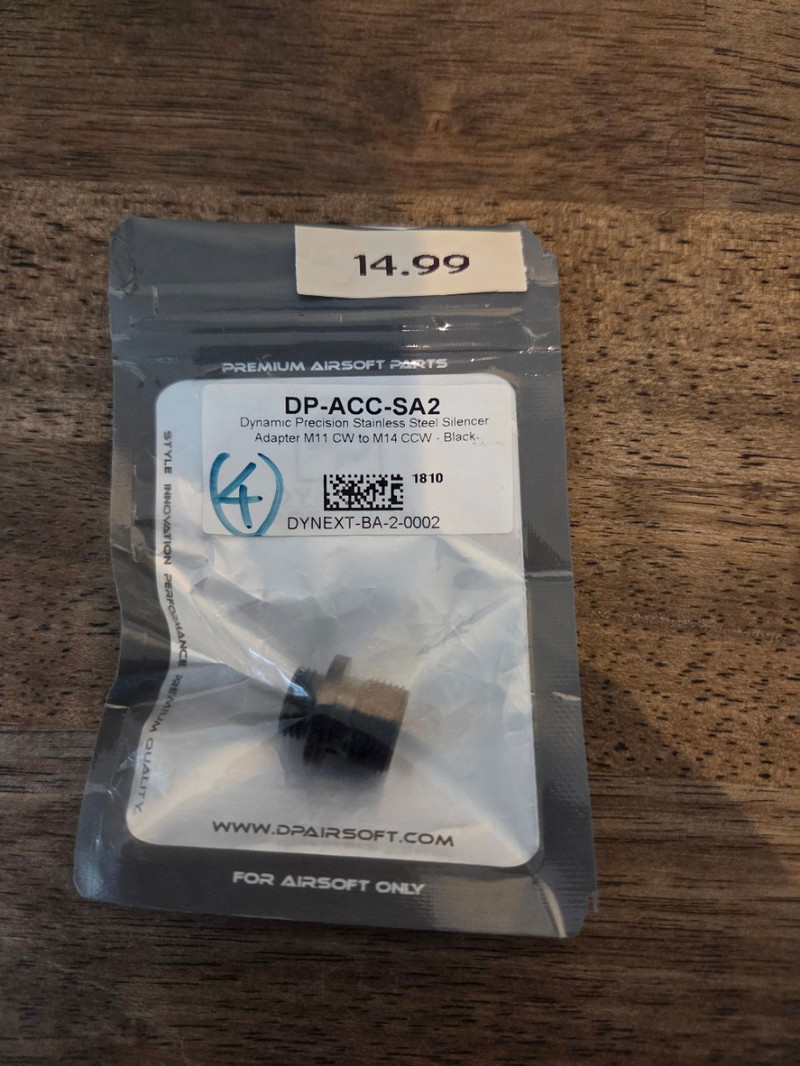 14.99
PREMIUM AIRSOFT PARTS
DP-ACC-SA2
Dynamic Precision Stainless Steel Silencer
Adapter M11 CW to M14 CCW - Black-
4
1810
DYNEXT-BA-2-0002
STYLE INNOVATION PERFORMANCE PREMIUM QUALITY
WWW.DPAIRSOFT.COM
FOR AIRSOFT ONLY